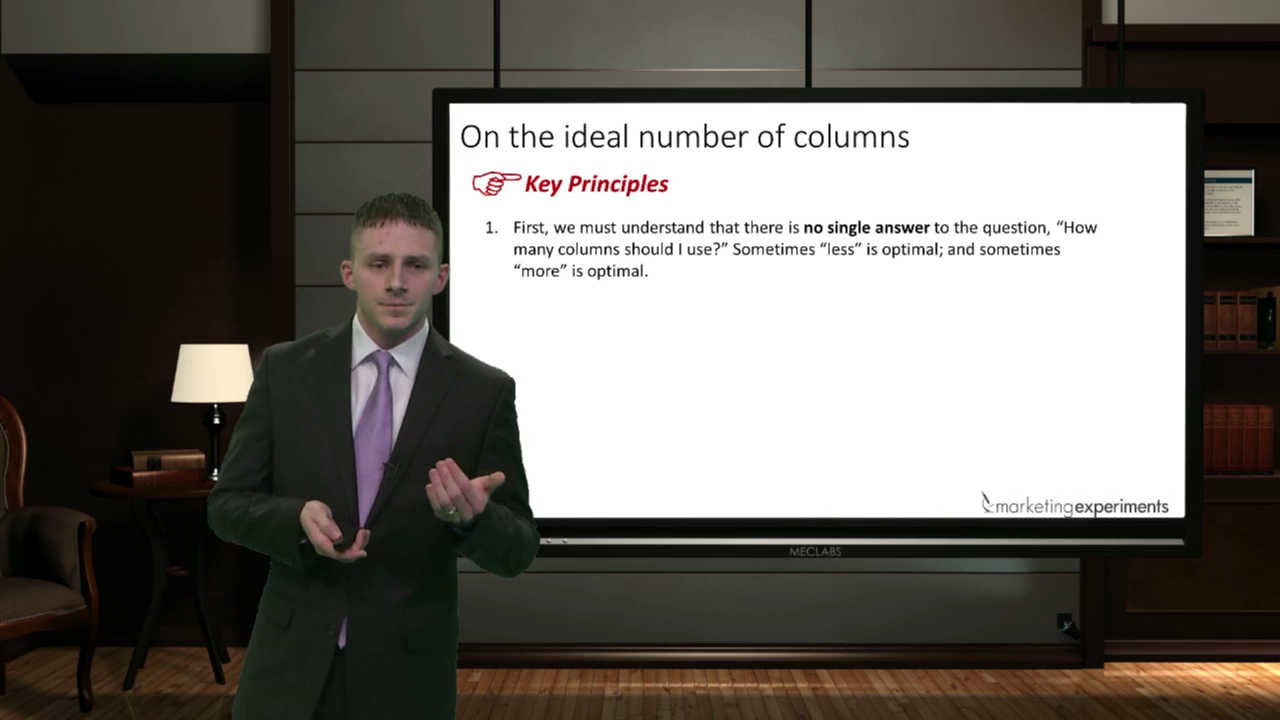 On the ideal number of columns
Key Principles
1. First, we must understand that there is no single answer to the question, “How
many columns should I use?” Sometimes “less” is optimal; and sometimes
“more” is optimal.
marketingexperiments
MECLABS